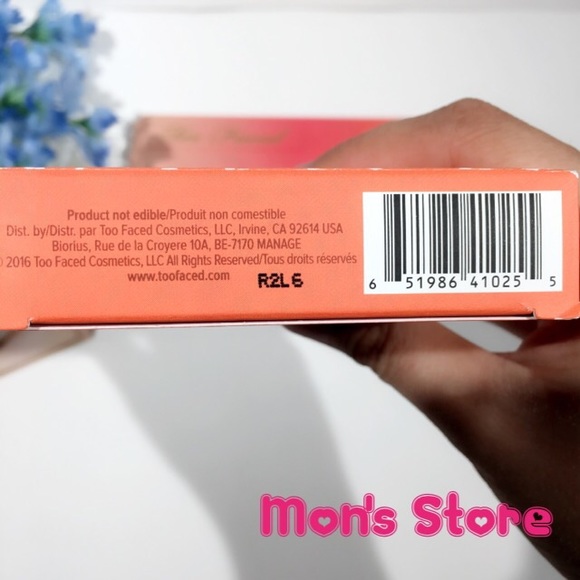 Product not edible/Produit non comestible
Dist. by/Distr. par Too Faced Cosmetics, LLC, Irvine, CA 92614 USA
Biorius, Rue de la Croyere 10A, BE-7170 MANAGE
© 2016 Too Faced Cosmetics, LLC All Rights Reserved/Tous droits réservés
www.toofaced.com
R2L6
6 51986 41025 5
Mon's Store